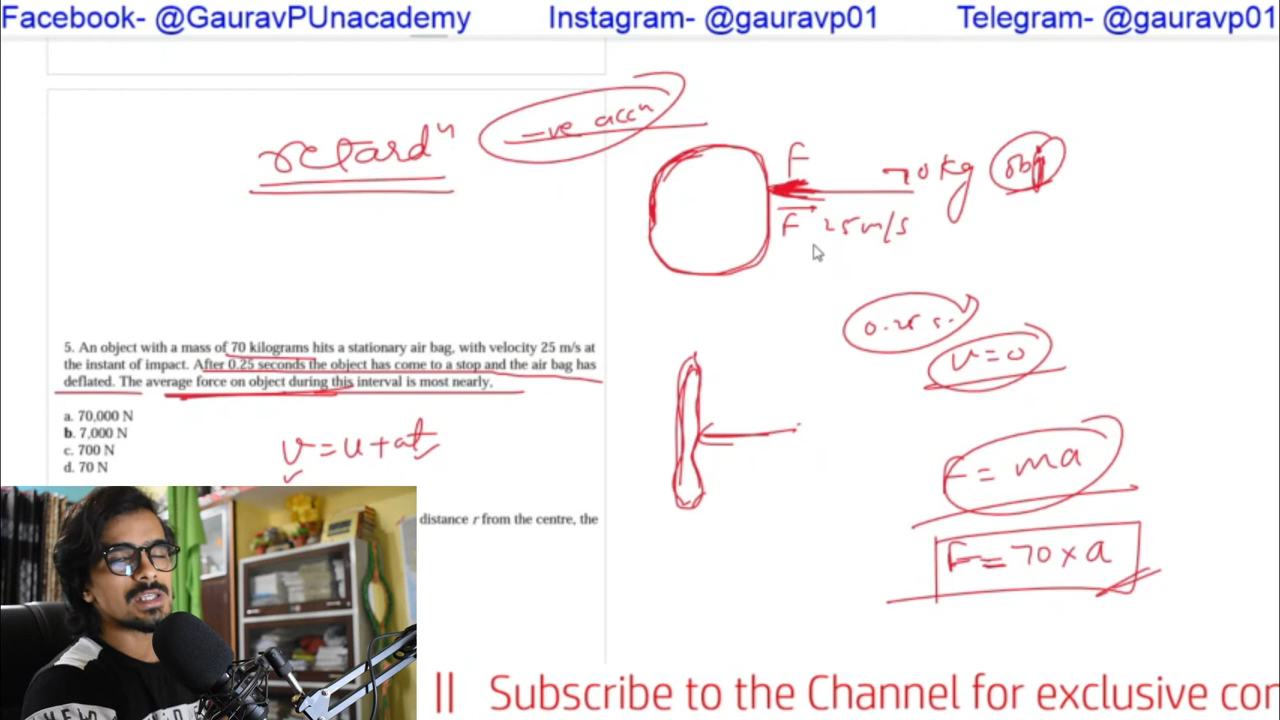 Facebook- @GauravPUnacademy Instagram- @gauravp01 Telegram- @gauravp01
retardⁿ
-ve accⁿ
F
70 kg obj
F 25 m/s
0.25 s.
v=0
5. An object with a mass of 70 kilograms hits a stationary air bag, with velocity 25 m/s at
the instant of impact. After 0.25 seconds the object has come to a stop and the air bag has
deflated. The average force on object during this interval is most nearly,
a. 70,000 N
b. 7,000 N
c. 700 N
d. 70 N
v = u + at
F = ma
F = 70 × a
distance r from the centre, the
|| Subscribe to the Channel for exclusive con